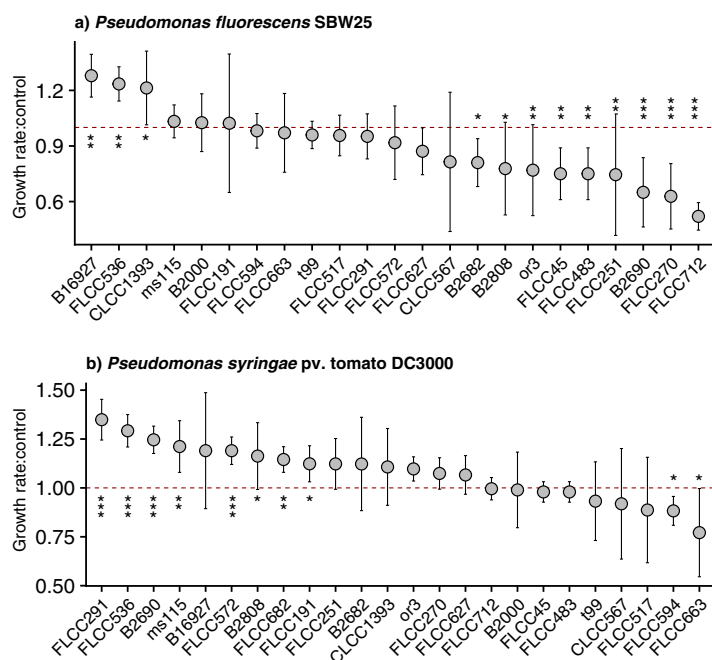 a) Pseudomonas fluorescens SBW25
Growth rate:control
1.2
0.9
0.6
B16927
FLCC536
CLCC1393
ms115
B2000
FLCC191
FLCC594
FLCC663
t99
FLCC517
FLCC291
FLCC572
FLCC627
CLCC567
B2682
B2808
or3
FLCC45
FLCC483
FLCC251
B2690
FLCC270
FLCC712
b) Pseudomonas syringae pv. tomato DC3000
Growth rate:control
1.50
1.25
1.00
0.75
0.50
FLCC291
FLCC536
B2690
ms115
B16927
FLCC572
B2808
FLCC682
FLCC191
FLCC251
B2682
CLCC1393
or3
FLCC270
FLCC627
FLCC712
B2000
FLCC45
FLCC483
t99
CLCC567
FLCC517
FLCC594
FLCC663